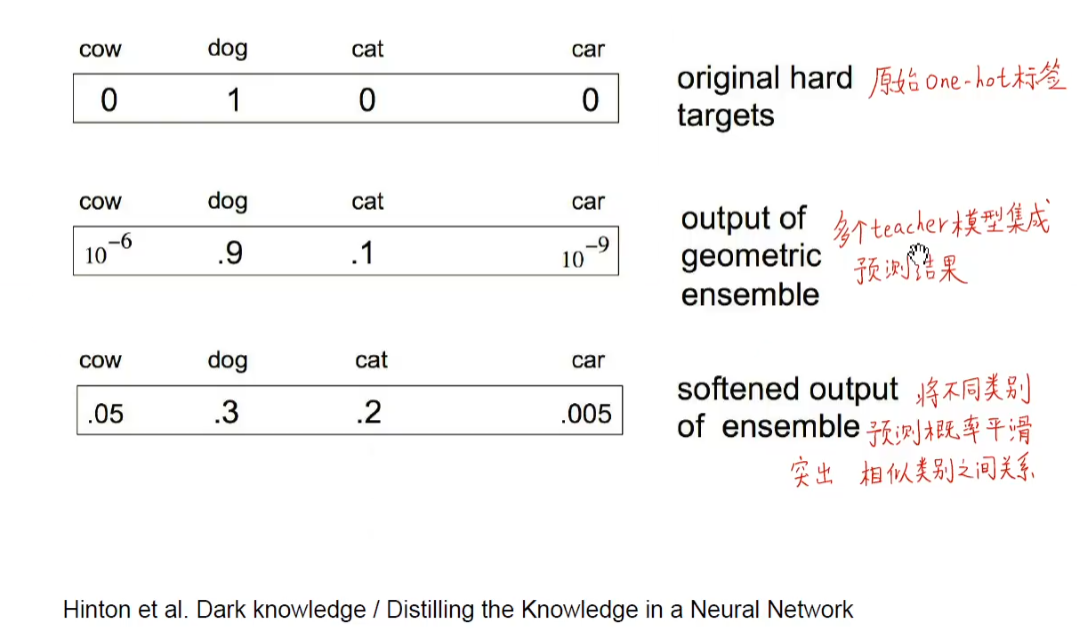 cow dog cat car
0 1 0 0
original hard 原始one-hot标签
targets
cow dog cat car
10⁻⁶ .9 .1 10⁻⁹
output of 多个teacher模型集成
geometric 预测结果
ensemble
cow dog cat car
.05 .3 .2 .005
softened output 将不同类别
of ensemble 预测概率平滑
突出 相似类别之间关系
Hinton et al. Dark knowledge / Distilling the Knowledge in a Neural Network